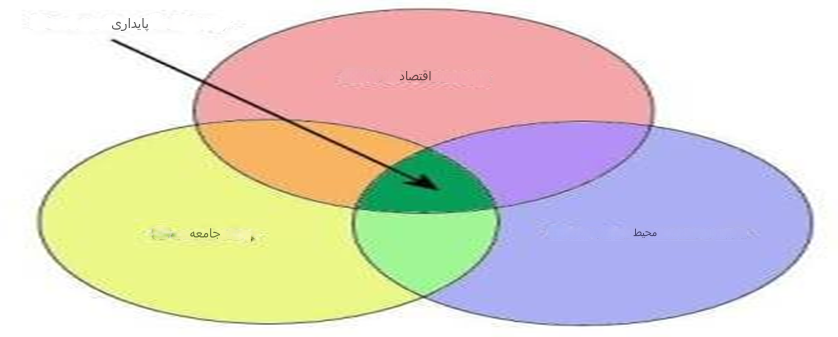 پایداری
اقتصاد
جامعه
محیط